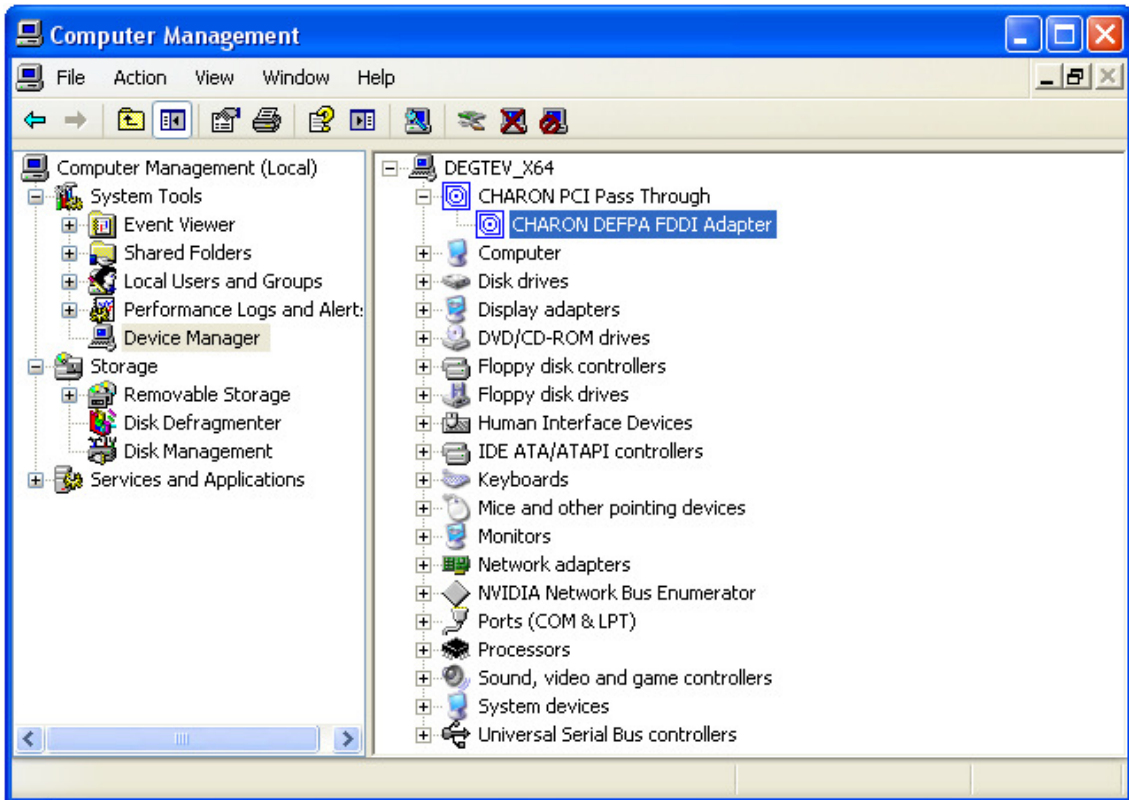 Computer Management
File Action View Window Help
Computer Management (Local)
System Tools
Event Viewer
Shared Folders
Local Users and Groups
Performance Logs and Alert
Device Manager
Storage
Removable Storage
Disk Defragmenter
Disk Management
Services and Applications
DEGTEV_X64
CHARON PCI Pass Through
CHARON DEFPA FDDI Adapter
Computer
Disk drives
Display adapters
DVD/CD-ROM drives
Floppy disk controllers
Floppy disk drives
Human Interface Devices
IDE ATA/ATAPI controllers
Keyboards
Mice and other pointing devices
Monitors
Network adapters
NVIDIA Network Bus Enumerator
Ports (COM & LPT)
Processors
Sound, video and game controllers
System devices
Universal Serial Bus controllers